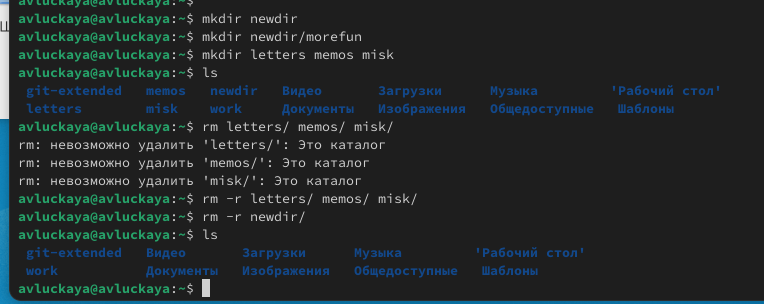 Ш
avluckaya@avluckaya:~$
avluckaya@avluckaya:~$ mkdir newdir
avluckaya@avluckaya:~$ mkdir newdir/morefun
avluckaya@avluckaya:~$ mkdir letters memos misk
avluckaya@avluckaya:~$ ls
git-extended memos newdir Видео Загрузки Музыка 'Рабочий стол'
letters misk work Документы Изображения Общедоступные Шаблоны
avluckaya@avluckaya:~$ rm letters/ memos/ misk/
rm: невозможно удалить 'letters/': Это каталог
rm: невозможно удалить 'memos/': Это каталог
rm: невозможно удалить 'misk/': Это каталог
avluckaya@avluckaya:~$ rm -r letters/ memos/ misk/
avluckaya@avluckaya:~$ rm -r newdir/
avluckaya@avluckaya:~$ ls
git-extended Видео Загрузки Музыка 'Рабочий стол'
work Документы Изображения Общедоступные Шаблоны
avluckaya@avluckaya:~$